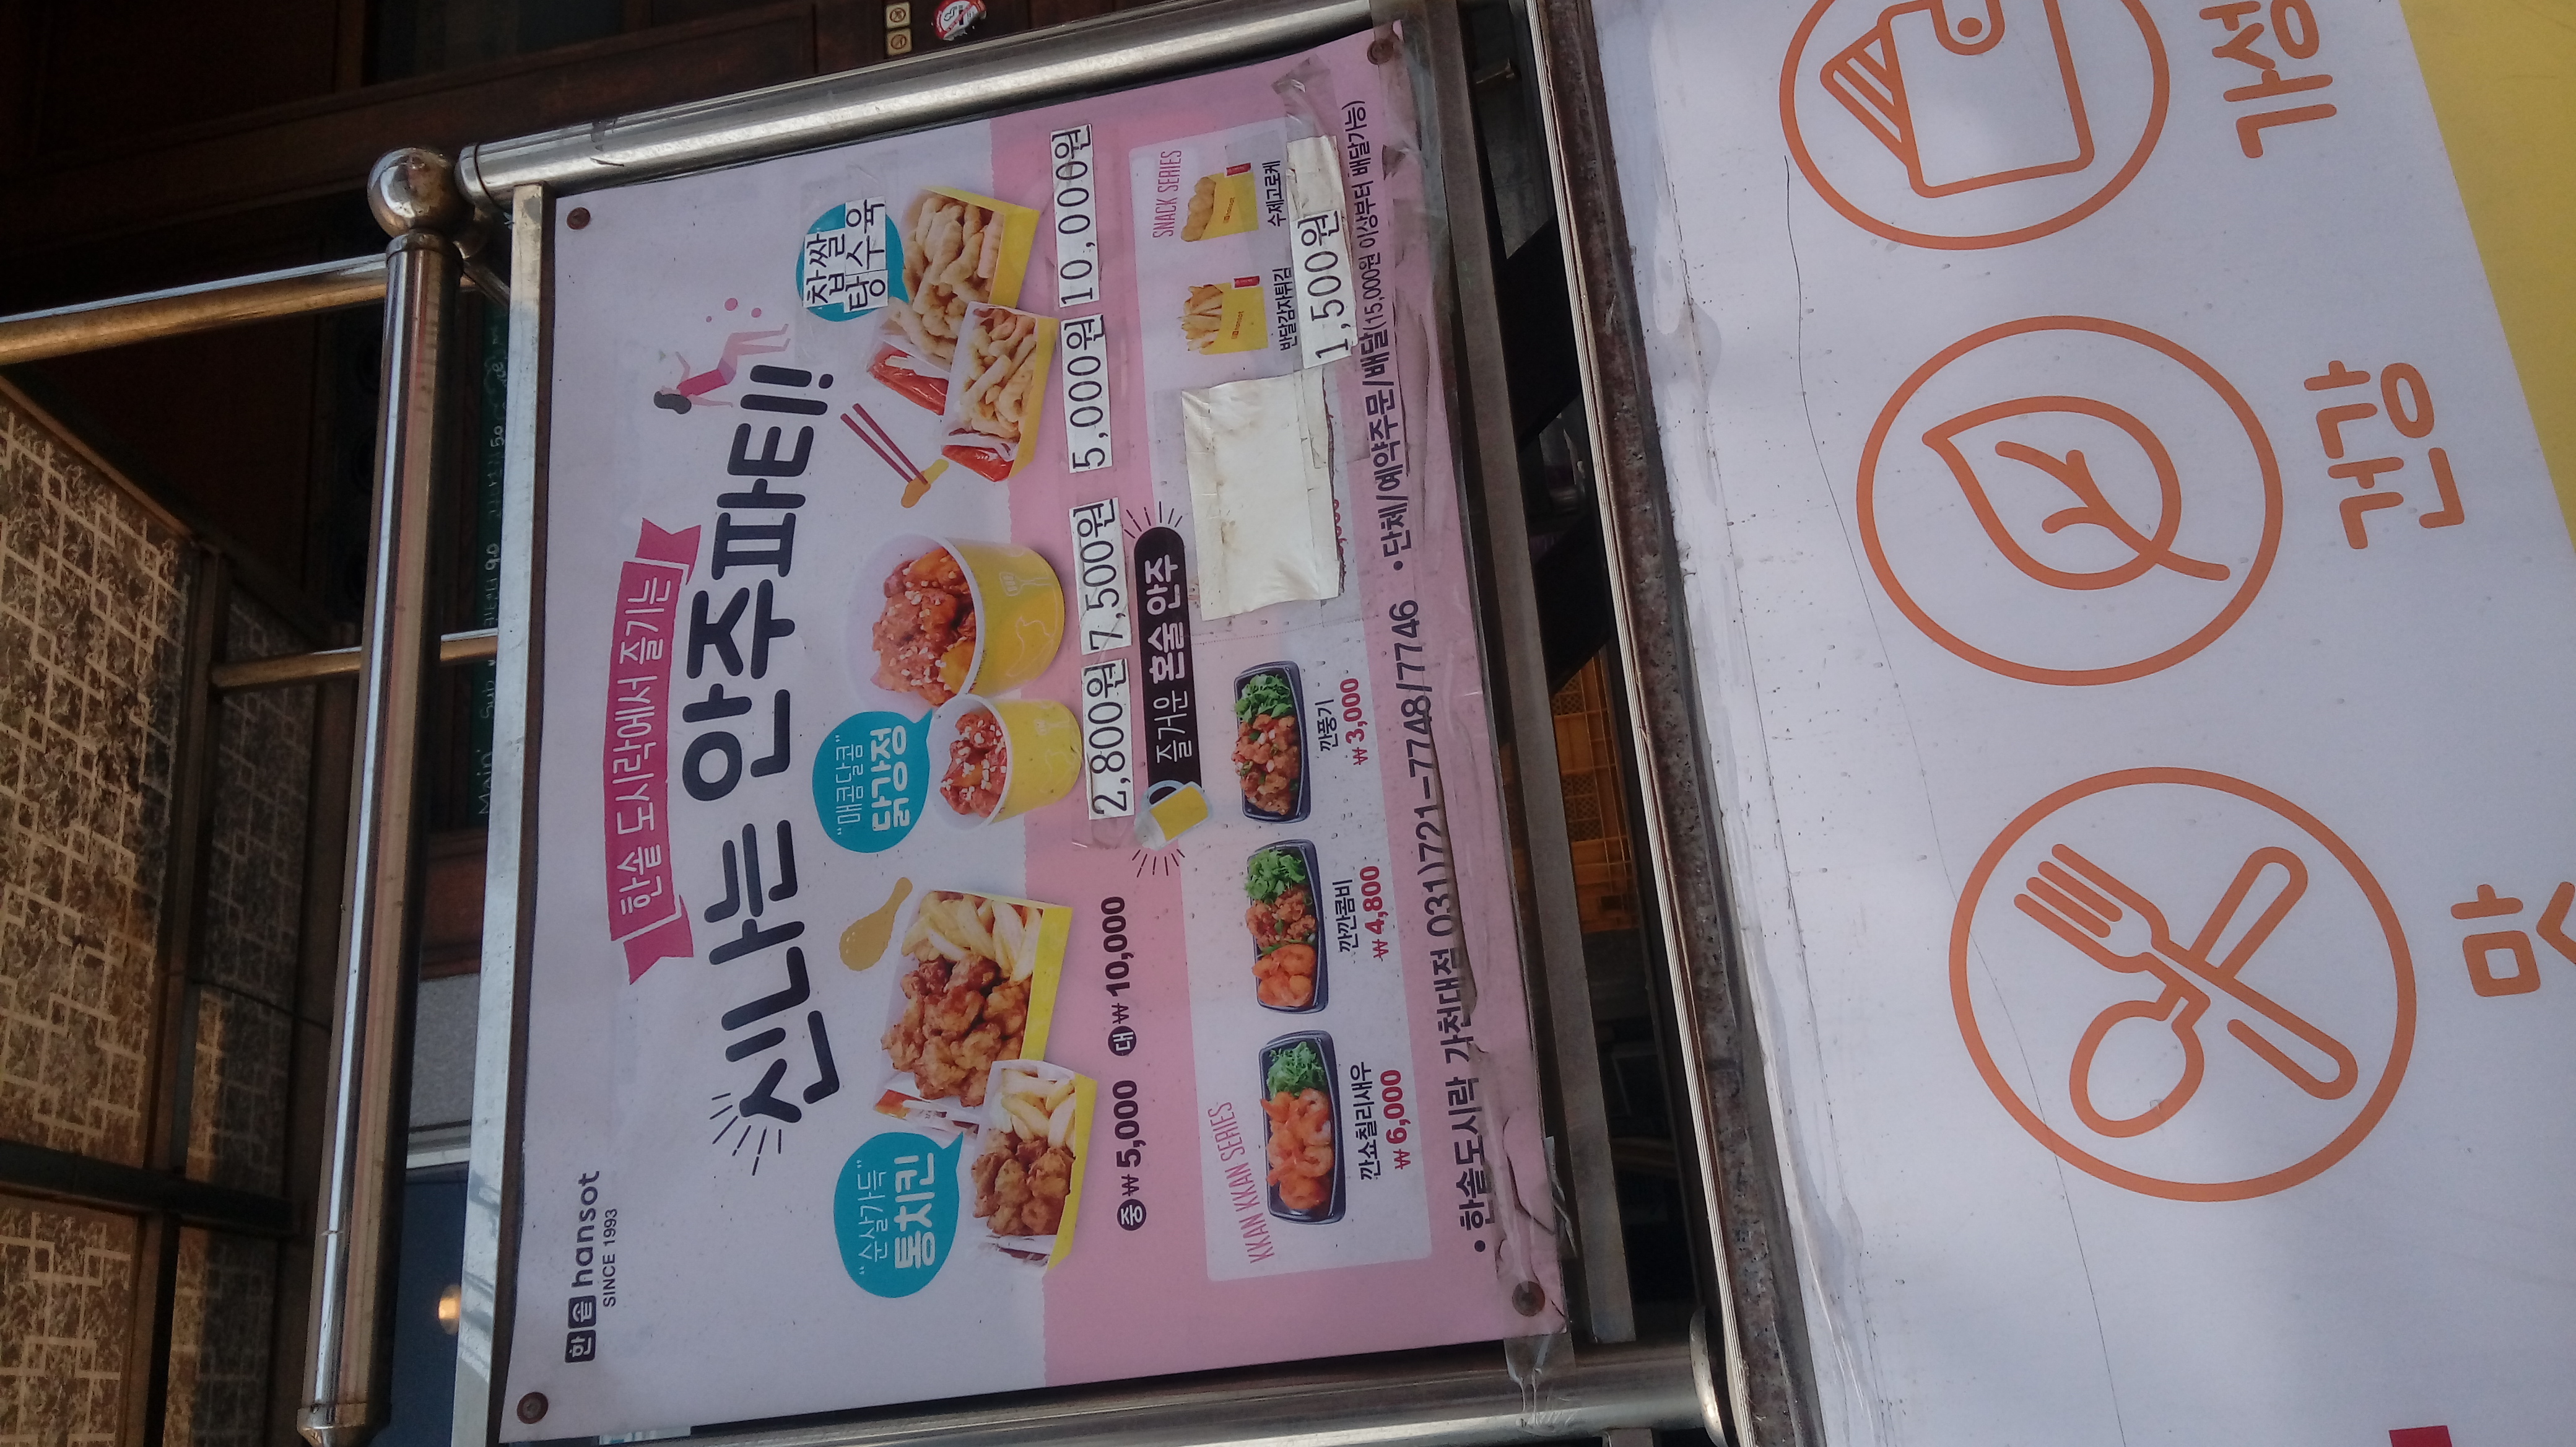 한솥 hansot
SINCE 1993
한솥 도시락에서 즐기는
신나는 안주파티!
"순살가득"
통치킨
"매콤달콤"
닭강정
찹쌀
탕수육
중 ₩5,000 대 ₩10,000
2,800원 7,500원 5,000원 10,000원
즐거운 혼술 안주
KKAN KKAN SERIES
깐쇼칠리새우
₩6,000
깐깐콤비
₩4,800
깐풍기
₩3,000
SNACK SERIES
반달감자튀김
수제고로케
1,500원
• 한솥도시락 가천대점 031)721-7748/7746 • 단체/예약주문/배달(15,000원 이상부터 배달가능)
맛
건강
가성